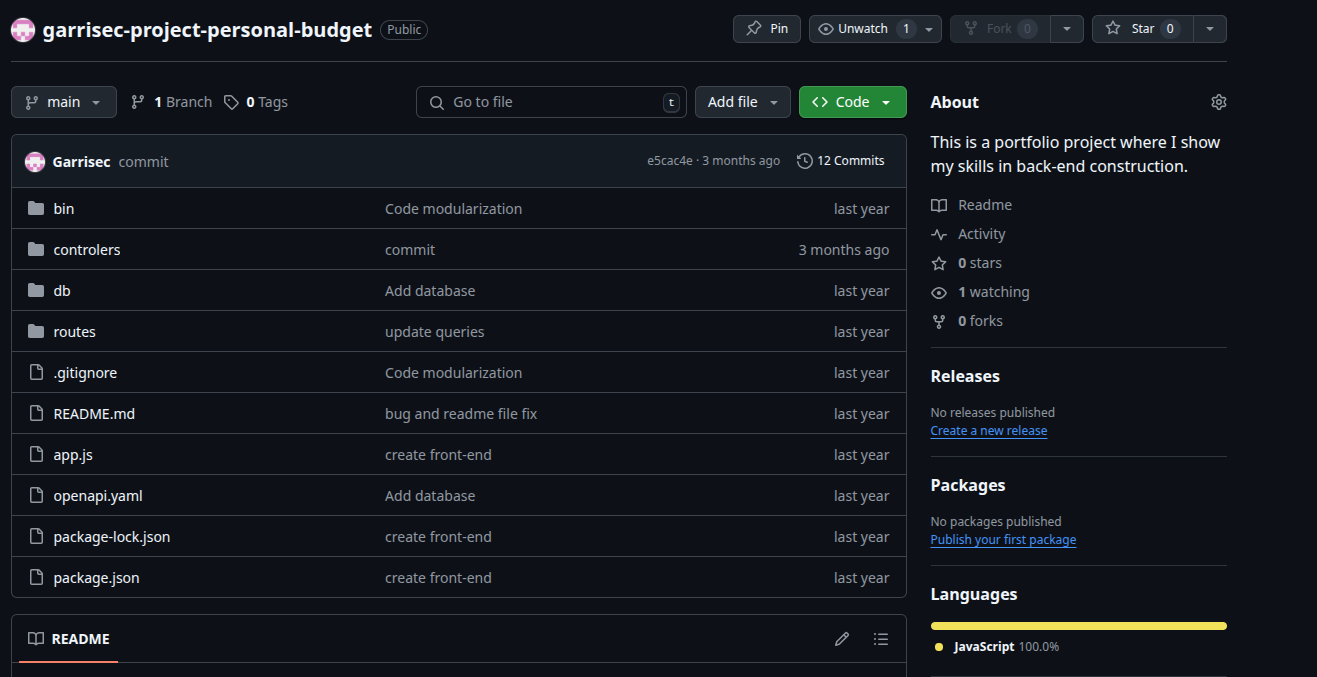 garrisec-project-personal-budget Public Pin Unwatch 1 Fork 0 Star 0
main 1 Branch 0 Tags Go to file t Add file Code
Garrisec commit e5cac4e · 3 months ago 12 Commits
bin Code modularization last year
controlers commit 3 months ago
db Add database last year
routes update queries last year
.gitignore Code modularization last year
README.md bug and readme file fix last year
app.js create front-end last year
openapi.yaml Add database last year
package-lock.json create front-end last year
package.json create front-end last year
README
About
This is a portfolio project where I show
my skills in back-end construction.
Readme
Activity
0 stars
1 watching
0 forks
Releases
No releases published
Create a new release
Packages
No packages published
Publish your first package
Languages
JavaScript 100.0%